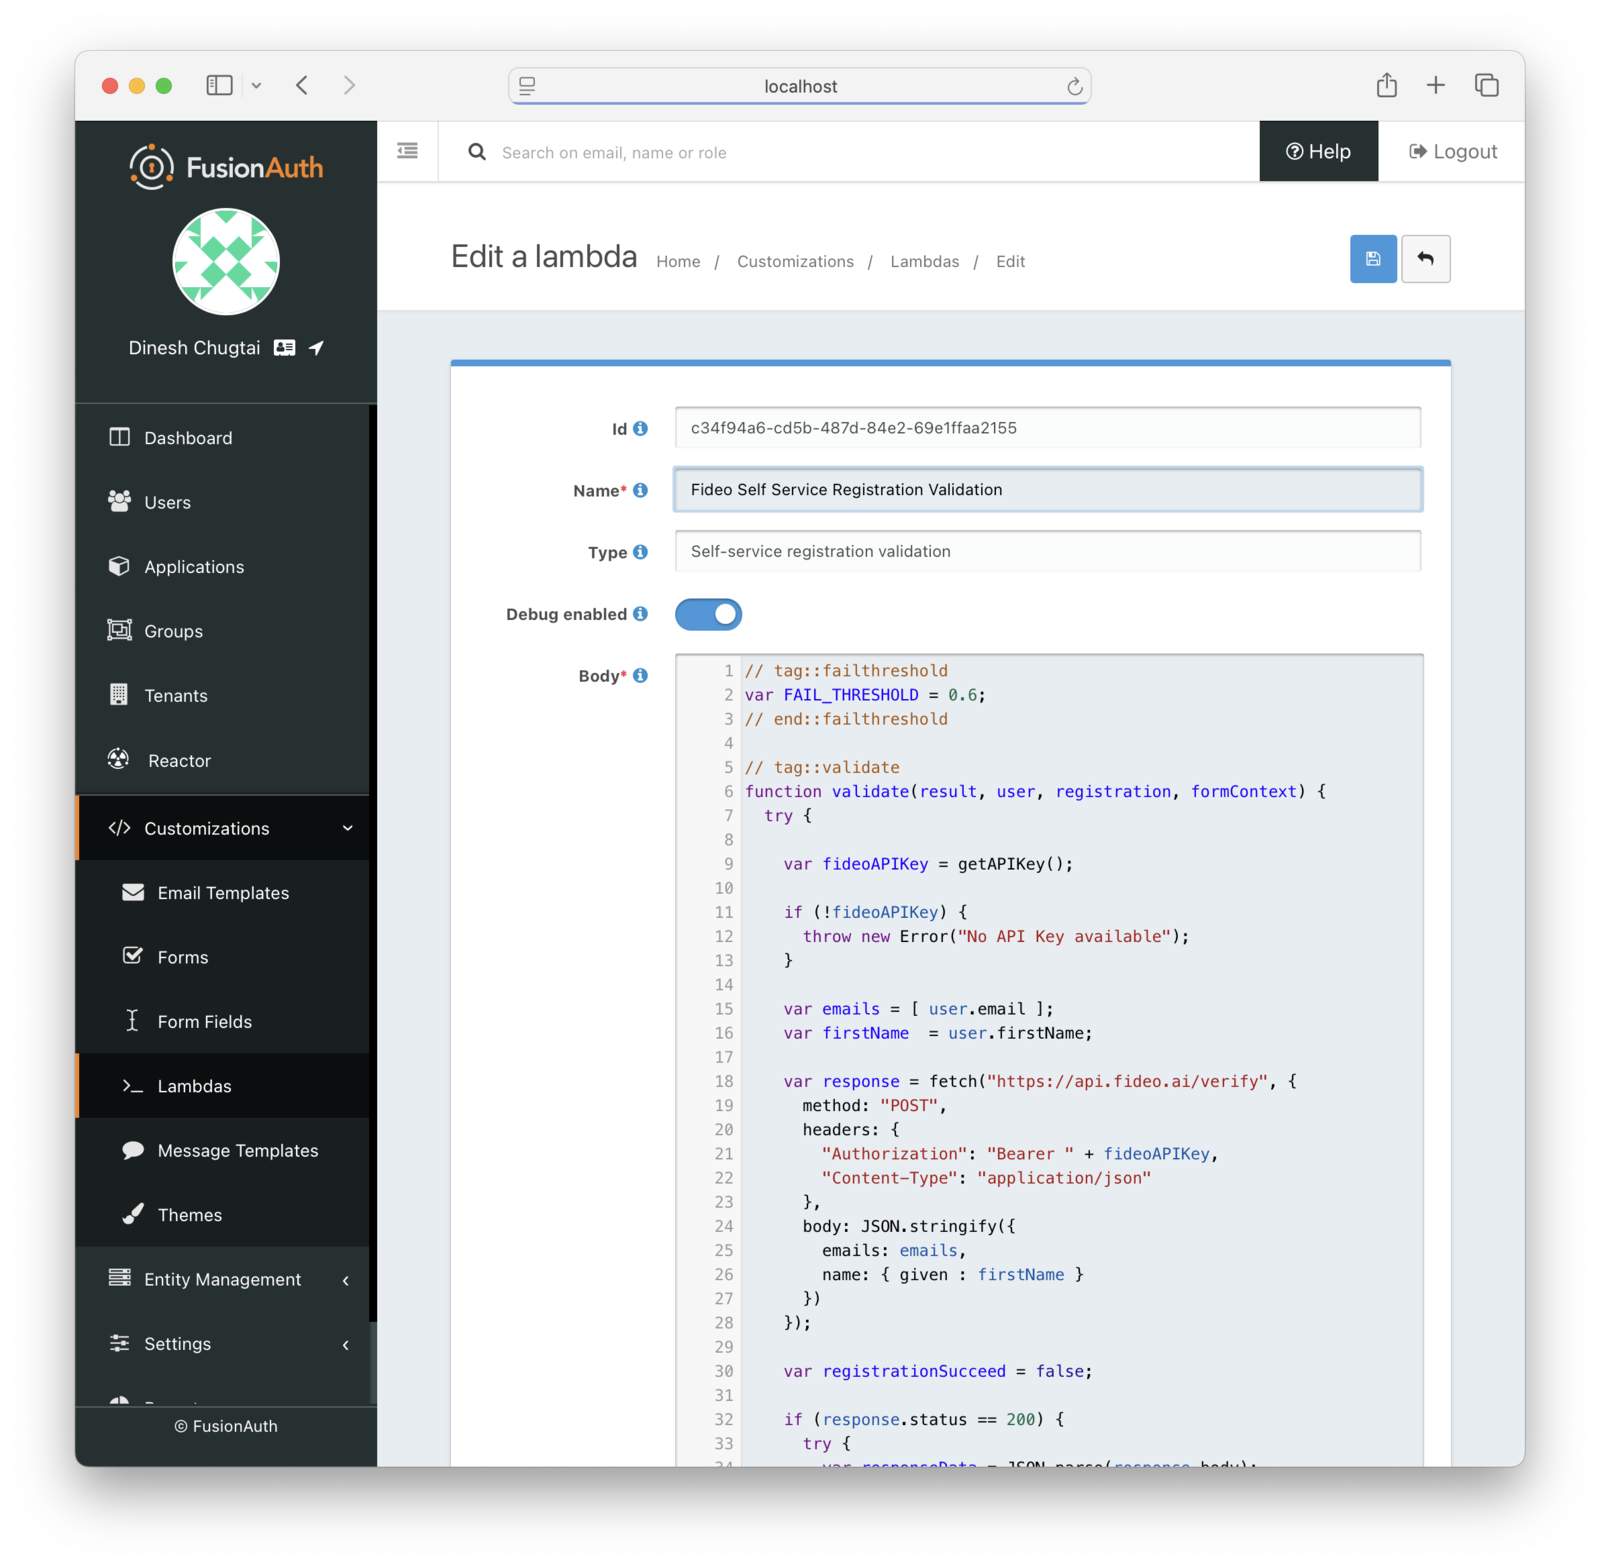 localhost
FusionAuth
Search on email, name or role
Help
Logout
Dinesh Chugtai
Edit a lambda
Home / Customizations / Lambdas / Edit
Dashboard
Users
Applications
Groups
Tenants
Reactor
Customizations
Email Templates
Forms
Form Fields
Lambdas
Message Templates
Themes
Entity Management
Settings
© FusionAuth
Id
c34f94a6-cd5b-487d-84e2-69e1ffaa2155
Name*
Fideo Self Service Registration Validation
Type
Self-service registration validation
Debug enabled
Body*
1 // tag::failthreshold
2 var FAIL_THRESHOLD = 0.6;
3 // end::failthreshold
4
5 // tag::validate
6 function validate(result, user, registration, formContext) {
7   try {
8
9     var fideoAPIKey = getAPIKey();
10
11     if (!fideoAPIKey) {
12       throw new Error("No API Key available");
13     }
14
15     var emails = [ user.email ];
16     var firstName  = user.firstName;
17
18     var response = fetch("https://api.fideo.ai/verify", {
19       method: "POST",
20       headers: {
21         "Authorization": "Bearer " + fideoAPIKey,
22         "Content-Type": "application/json"
23       },
24       body: JSON.stringify({
25         emails: emails,
26         name: { given : firstName }
27       })
28     });
29
30     var registrationSucceed = false;
31
32     if (response.status == 200) {
33       try {
34         var responseData = JSON.parse(response.body);